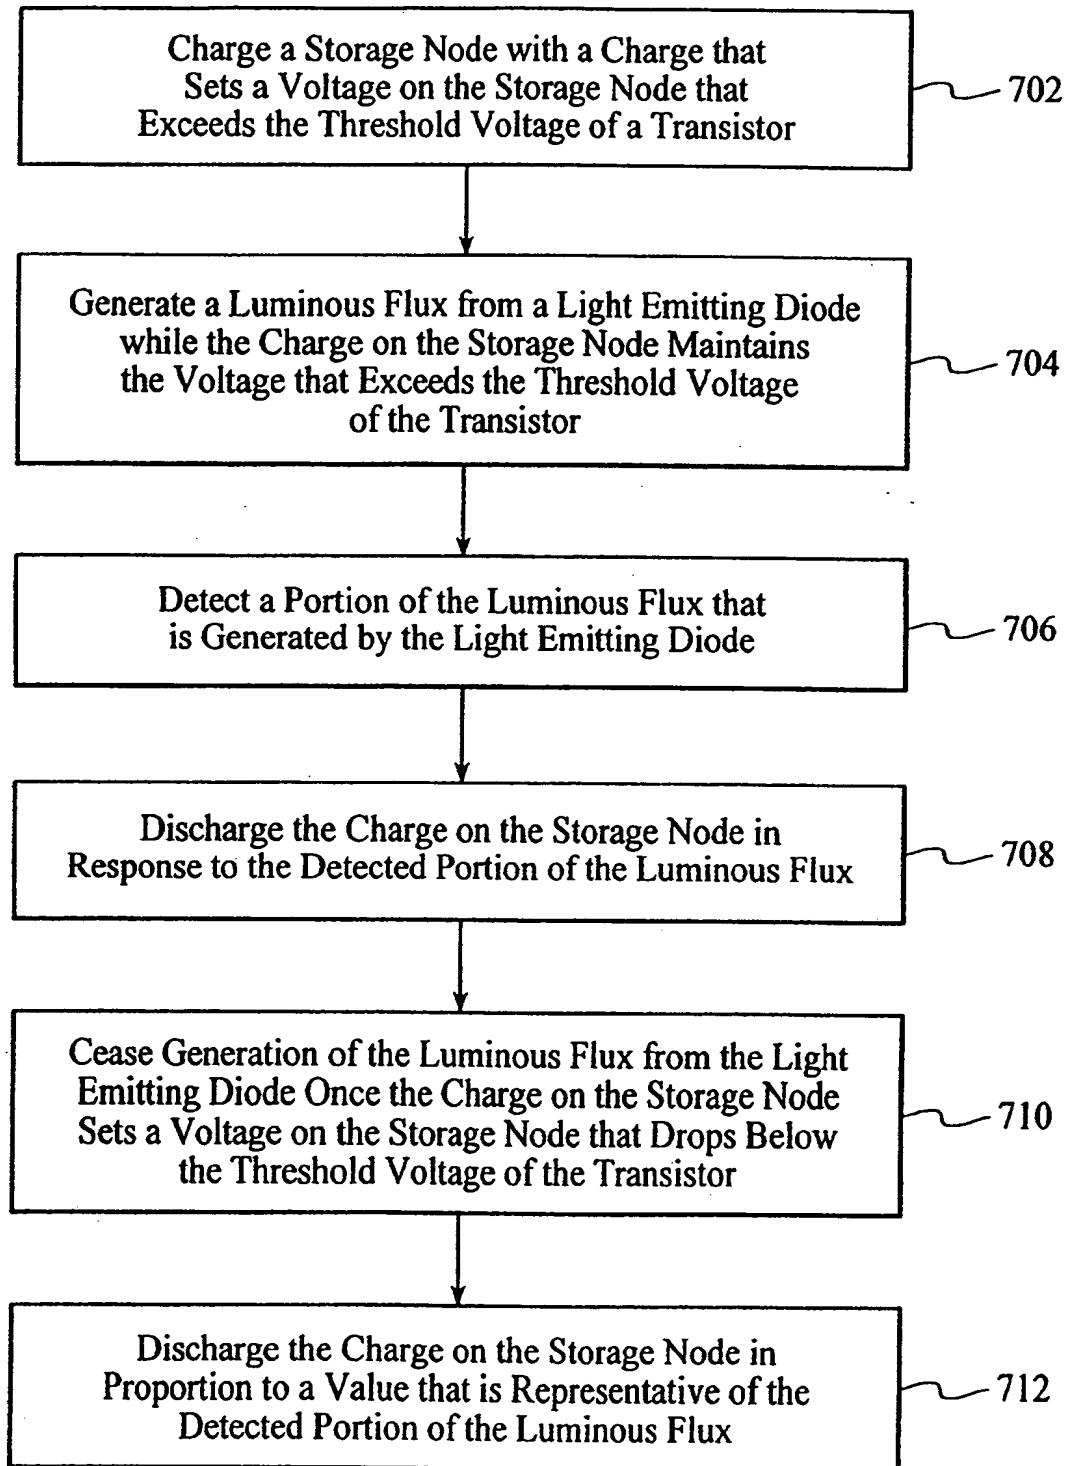 Charge a Storage Node with a Charge that
Sets a Voltage on the Storage Node that
Exceeds the Threshold Voltage of a Transistor
702
Generate a Luminous Flux from a Light Emitting Diode
while the Charge on the Storage Node Maintains
the Voltage that Exceeds the Threshold Voltage
of the Transistor
704
Detect a Portion of the Luminous Flux that
is Generated by the Light Emitting Diode
706
Discharge the Charge on the Storage Node in
Response to the Detected Portion of the Luminous Flux
708
Cease Generation of the Luminous Flux from the Light
Emitting Diode Once the Charge on the Storage Node
Sets a Voltage on the Storage Node that Drops Below
the Threshold Voltage of the Transistor
710
Discharge the Charge on the Storage Node in
Proportion to a Value that is Representative of the
Detected Portion of the Luminous Flux
712